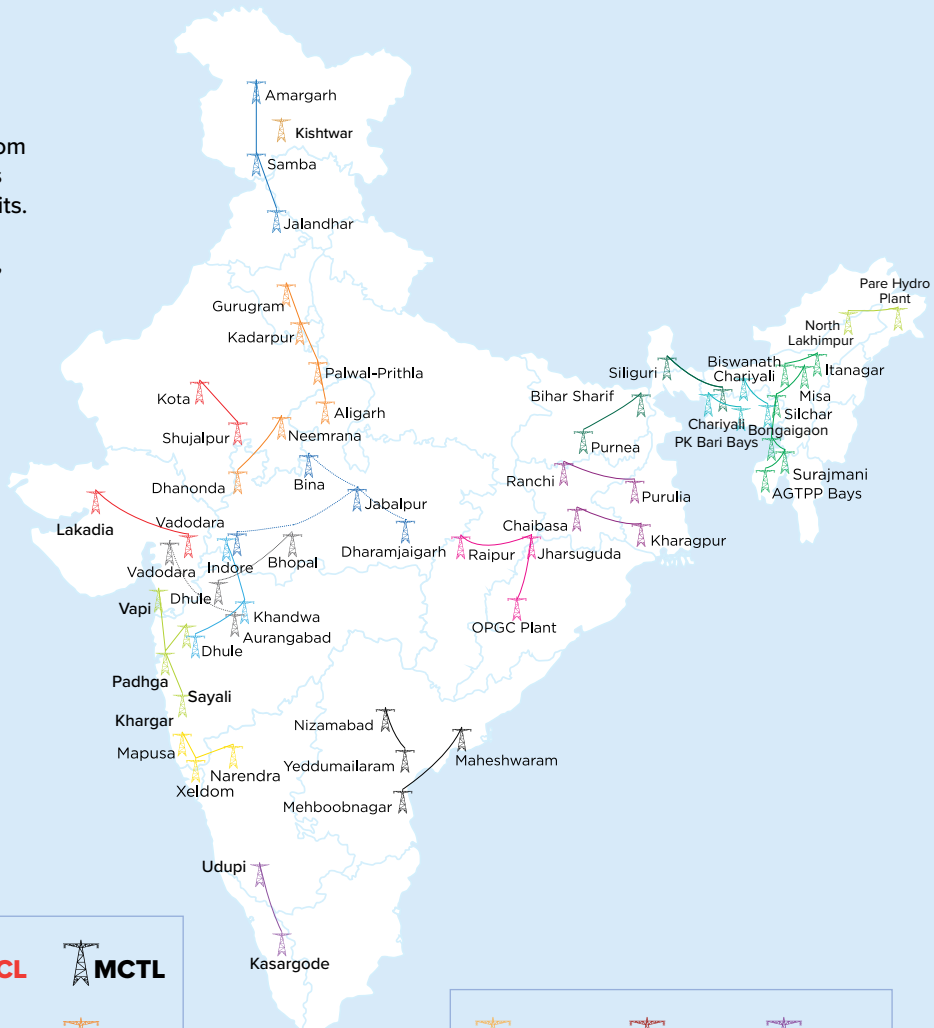 om
s
its.
,
Amargarh
Kishtwar
Samba
Jalandhar
Gurugram
Kadarpur
Palwal-Prithla
Aligarh
Kota
Shujalpur
Neemrana
Dhanonda
Bina
Jabalpur
Lakadia
Vadodara
Dharamjaigarh
Vadodara
Indore
Bhopal
Dhule
Vapi
Khandwa
Aurangabad
Dhule
Padhga
Sayali
Khargar
Mapusa
Narendra
Xeldom
Pare Hydro
Plant
North
Lakhimpur
Siliguri
Biswanath
Chariyali
Itanagar
Bihar Sharif
Misa
Silchar
Chariyali
Bongaigaon
PK Bari Bays
Purnea
Surajmani
AGTPP Bays
Ranchi
Purulia
Chaibasa
Kharagpur
Raipur
Jharsuguda
OPGC Plant
Nizamabad
Yeddumailaram
Maheshwaram
Mehboobnagar
Udupi
Kasargode
CL
MCTL